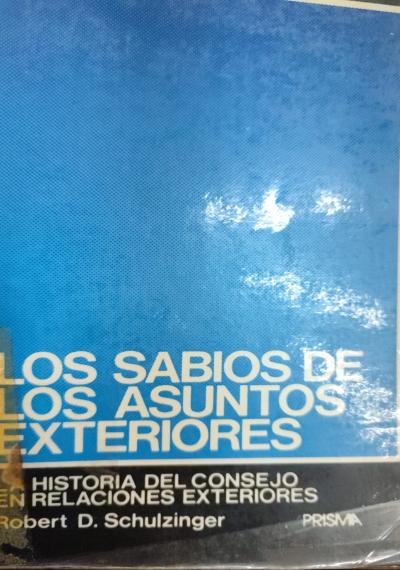 LOS SABIOS DE
LOS ASUNTOS
EXTERIORES
HISTORIA DEL CONSEJO
EN RELACIONES EXTERIORES
Robert D. Schulzinger
PRISMA